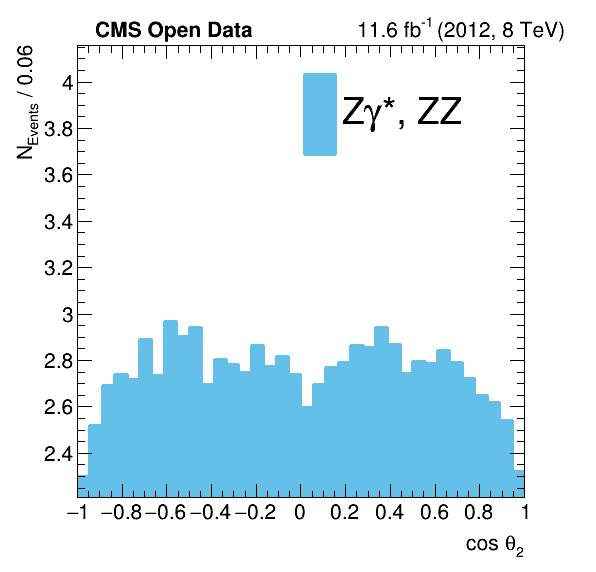 CMS Open Data 11.6 fb⁻¹ (2012, 8 TeV)
N_Events / 0.06
Zγ*, ZZ
4
3.8
3.6
3.4
3.2
3
2.8
2.6
2.4
−1 −0.8 −0.6 −0.4 −0.2 0 0.2 0.4 0.6 0.8 1
cos θ₂